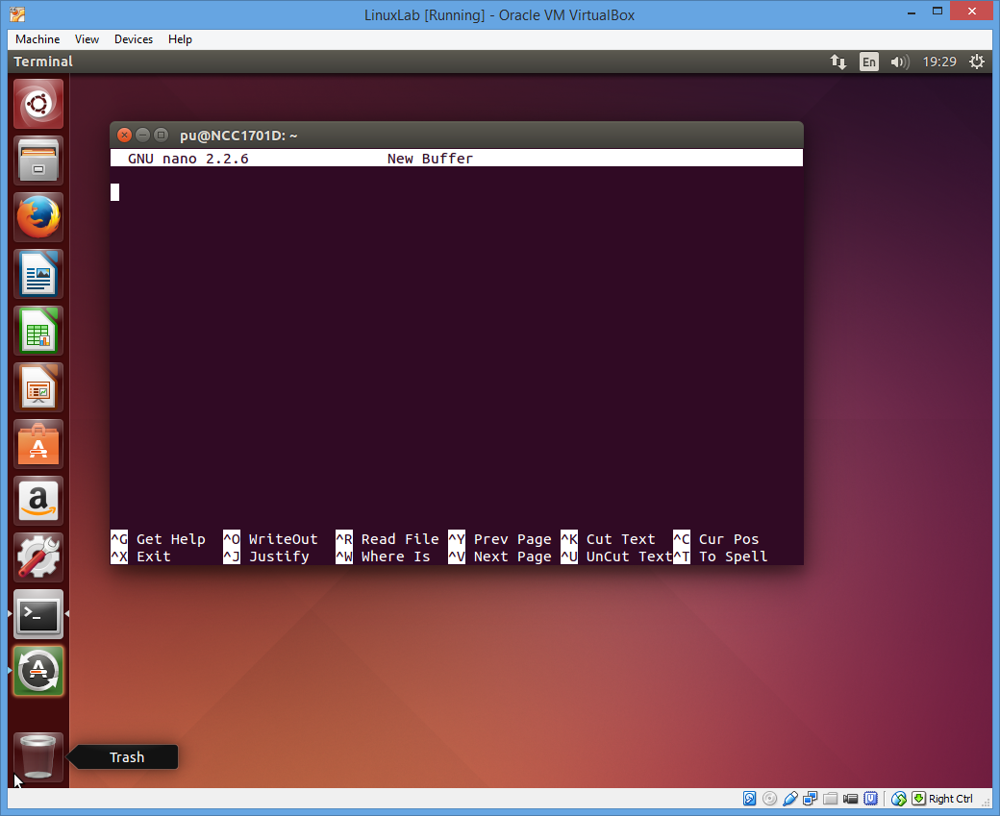 LinuxLab [Running] - Oracle VM VirtualBox
Machine View Devices Help
Terminal En 19:29
pu@NCC1701D: ~
GNU nano 2.2.6 New Buffer
^G Get Help ^O WriteOut ^R Read File ^Y Prev Page ^K Cut Text ^C Cur Pos
^X Exit ^J Justify ^W Where Is ^V Next Page ^U UnCut Text ^T To Spell
a
>_
Trash
Right Ctrl